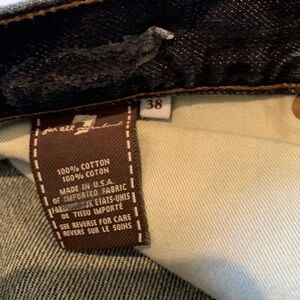 for all 7 mankind
38
100% COTTON
100% COTON
MADE IN U.S.A.
OF IMPORTED FABRIC
FABRIQUÉ AUX ÉTATS-UNIS
DE TISSU IMPORTÉ
SEE REVERSE FOR CARE
REVERS SUR LE SOINS